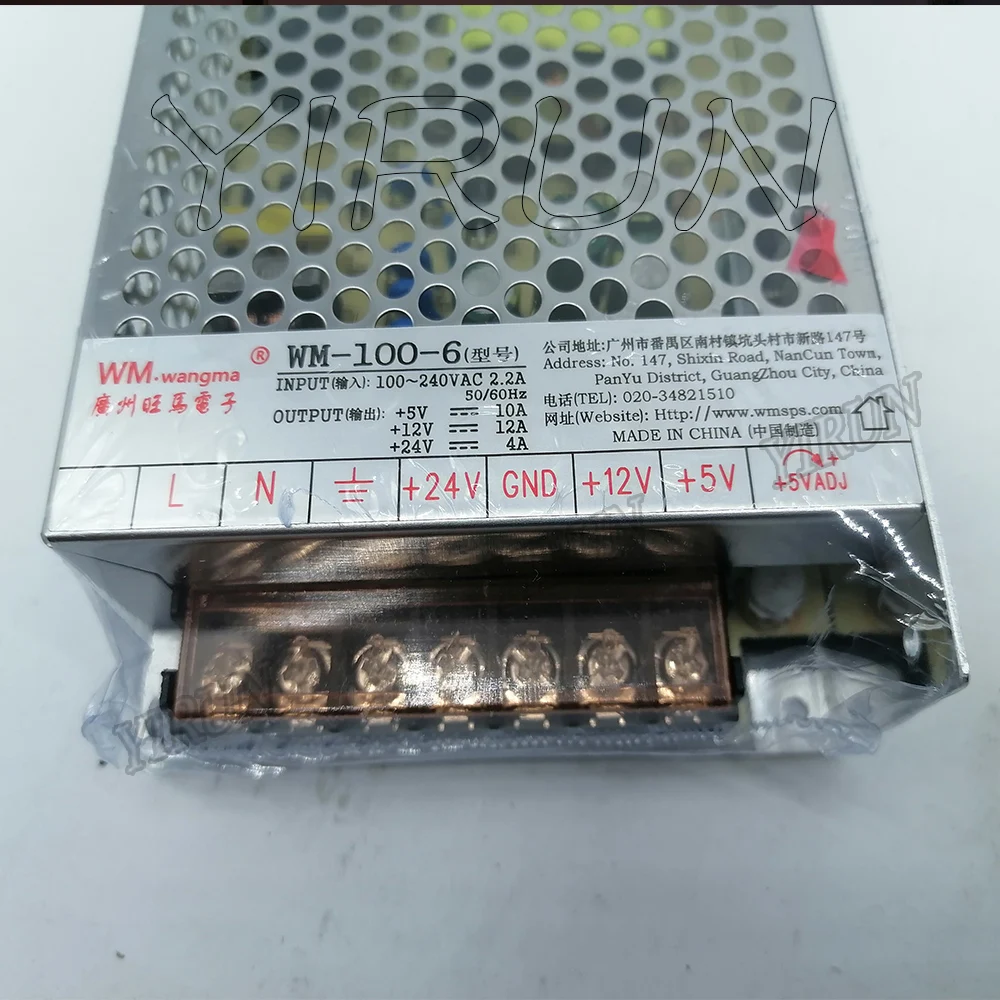 YIRUN
WM·wangma ®
廣州旺馬電子
WM-100-6(型号)
INPUT(输入): 100~240VAC 2.2A
50/60Hz
OUTPUT(输出): +5V ⎓ 10A
+12V ⎓ 12A
+24V ⎓ 4A
公司地址:广州市番禺区南村镇坑头村市新路147号
Address: No. 147, Shixin Road, NanCun Town,
PanYu District, GuangZhou City, China
电话(TEL): 020-34821510
网址(Website): Http://www.wmsps.com
MADE IN CHINA (中国制造)
L N ⏚ +24V GND +12V +5V +
+5VADJ
YIRUN
YIRUN
YIRUN
YIRUN